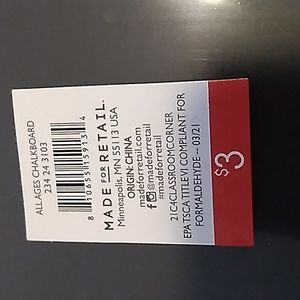 ALL AGES CHALKBOARD
234 24 3103
8 10655 15913 4
MADE FOR RETAIL.
Minneapolis, MN 55113 USA
ORIGIN: CHINA
madeforretail.com
@madeforretail
#madeforretail
21C4CLASSROOMCORNER
EPA TSCA TITLE VI COMPLIANT FOR
FORMALDEHYDE – 03/21
$3